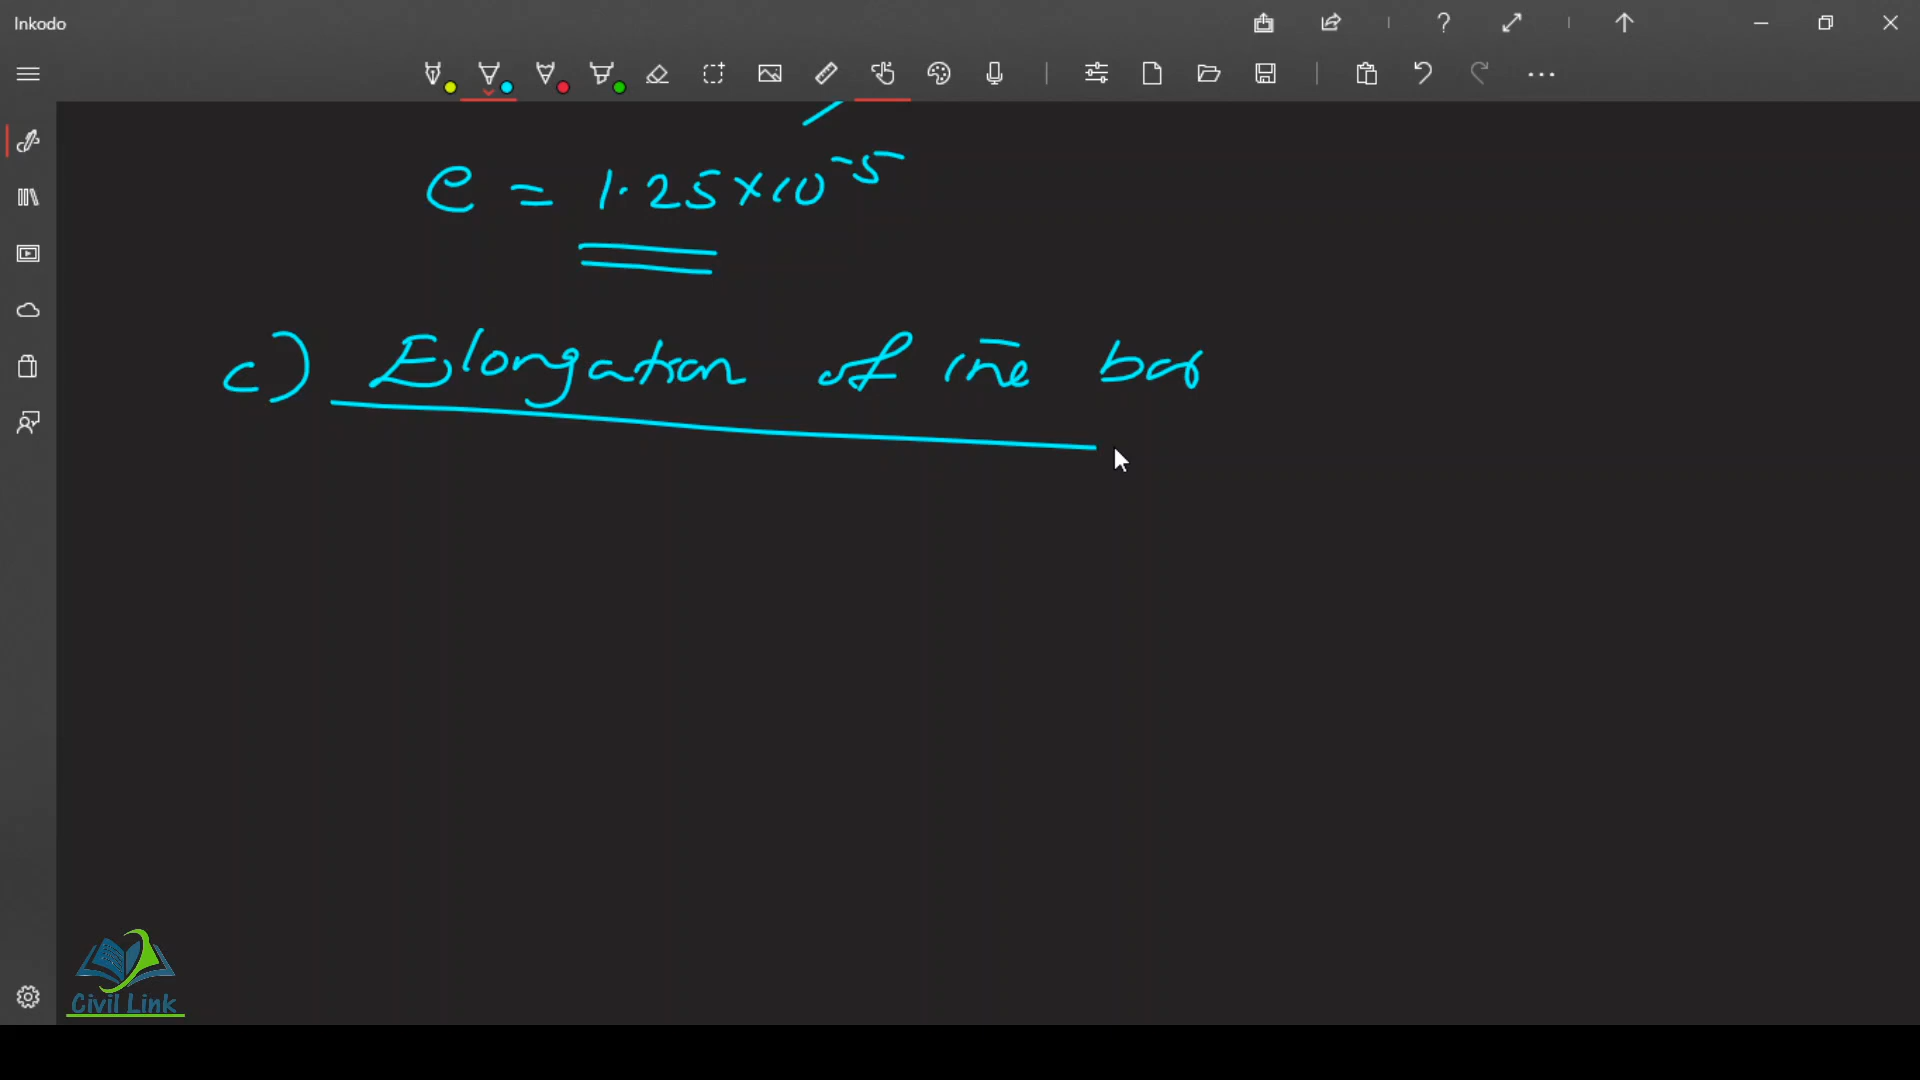 Inkodo
e = 1.25×10⁻⁵
c) Elongation of the bar
Civil Link